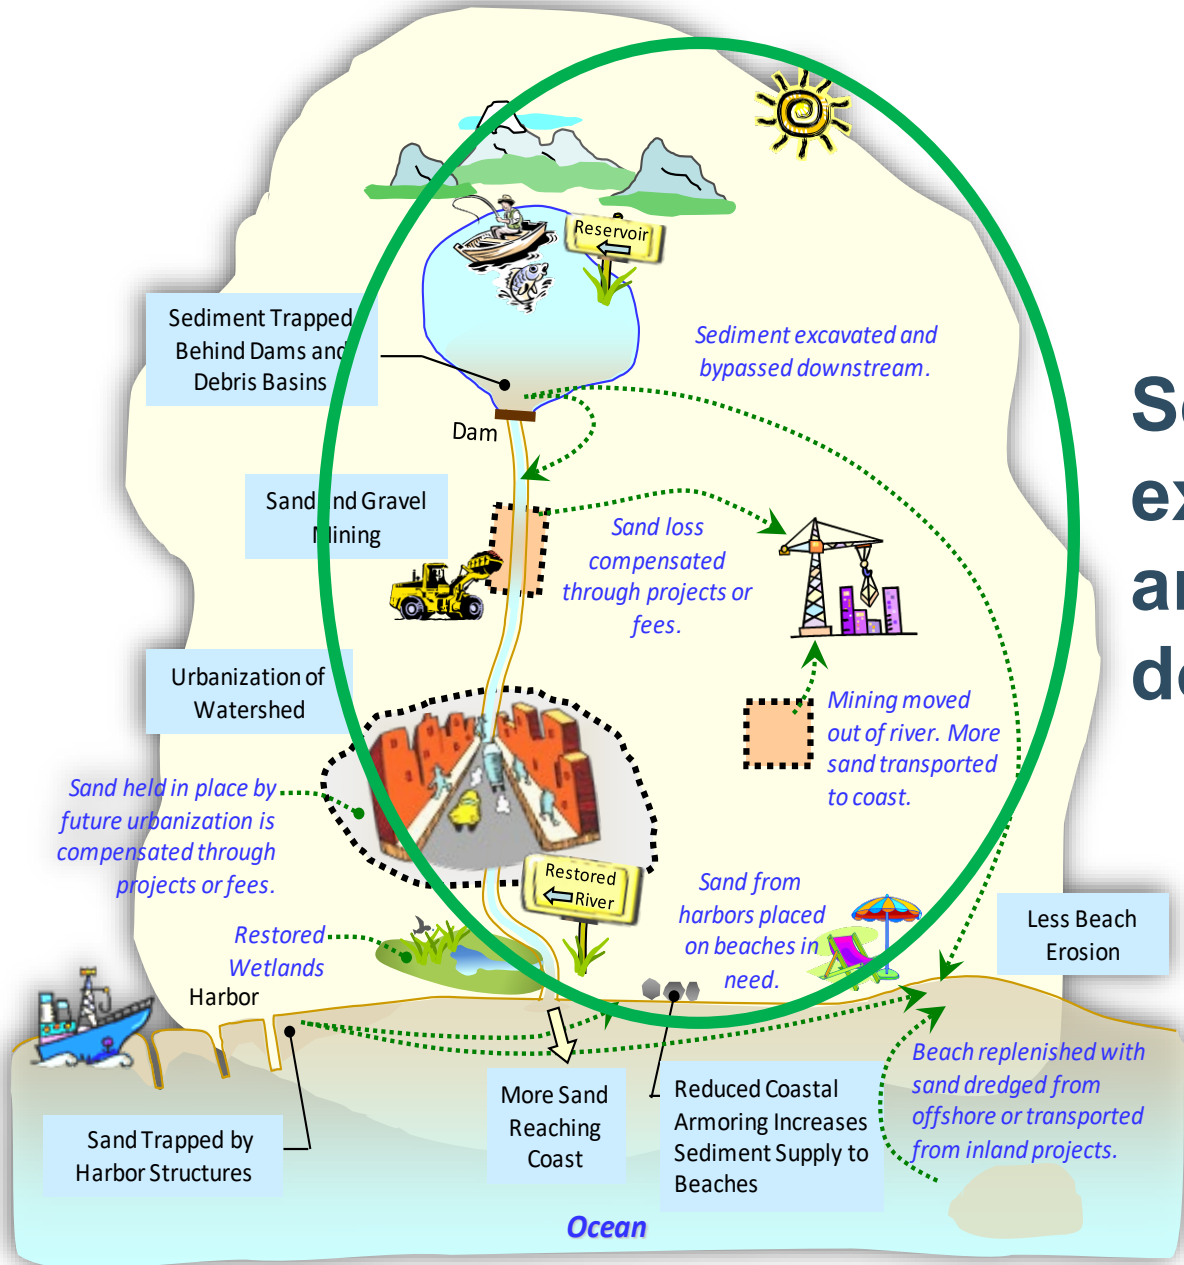 Reservoir
Sediment Trapped
Behind Dams and
Debris Basins
Sediment excavated and
bypassed downstream.
Dam
Sand and Gravel
Mining
Sand loss
compensated
through projects or
fees.
Urbanization of
Watershed
Mining moved
out of river. More
sand transported
to coast.
Sand held in place by
future urbanization is
compensated through
projects or fees.
Restored
River
Sand from
harbors placed
on beaches in
need.
Less Beach
Erosion
Restored
Wetlands
Harbor
Beach replenished with
sand dredged from
offshore or transported
from inland projects.
More Sand
Reaching
Coast
Reduced Coastal
Armoring Increases
Sediment Supply to
Beaches
Sand Trapped by
Harbor Structures
Ocean